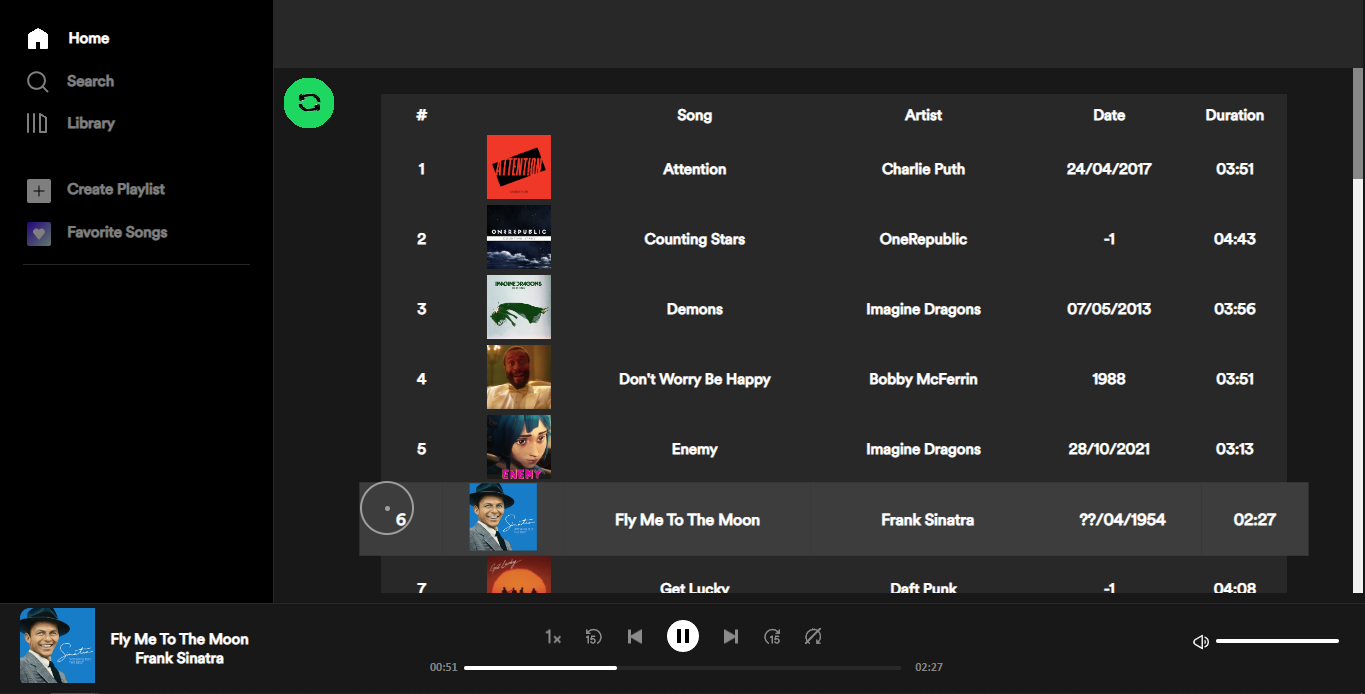 Home
Search
Library
Create Playlist
Favorite Songs
# Song Artist Date Duration
1 ATTENTION Attention Charlie Puth 24/04/2017 03:51
2 ONEREPUBLIC COUNTING STARS Counting Stars OneRepublic -1 04:43
3 IMAGINE DRAGONS Demons Imagine Dragons 07/05/2013 03:56
4 Don't Worry Be Happy Bobby McFerrin 1988 03:51
5 ENEMY Enemy Imagine Dragons 28/10/2021 03:13
6 Sinatra Fly Me To The Moon Frank Sinatra ??/04/1954 02:27
7 Get Lucky Get Lucky Daft Punk -1 04:08
Sinatra
Fly Me To The Moon
Frank Sinatra
1x 15 15
00:51 02:27